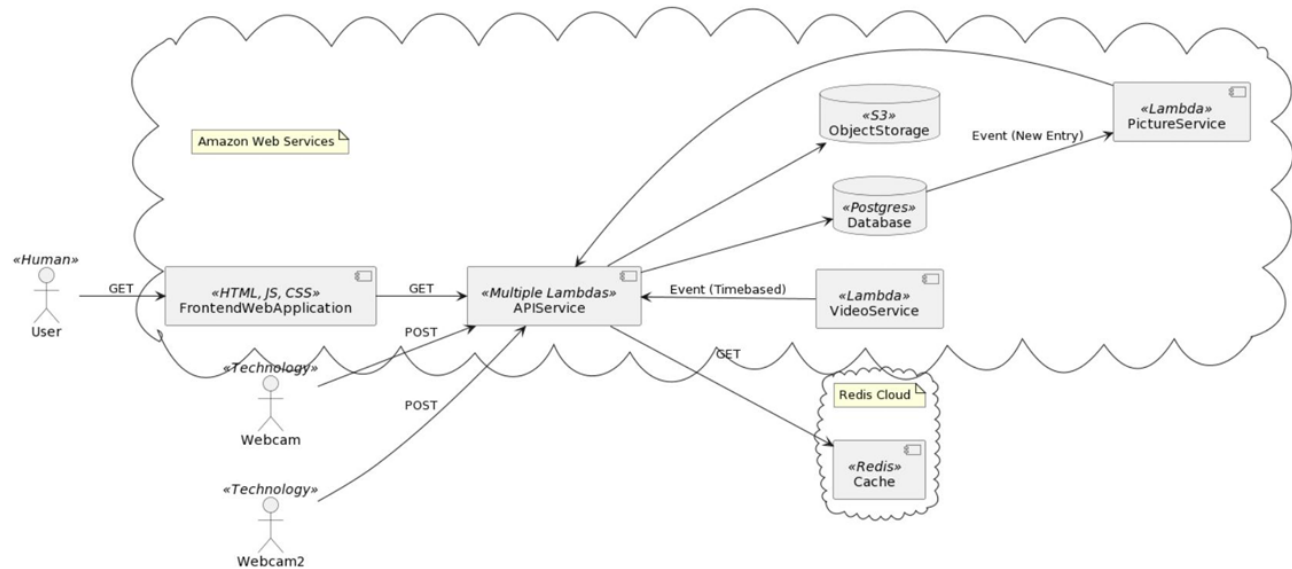 Amazon Web Services
«S3»
ObjectStorage
«Lambda»
PictureService
Event (New Entry)
«Postgres»
Database
«Human»
User
GET
«HTML, JS, CSS»
FrontendWebApplication
GET
«Multiple Lambdas»
APIService
Event (Timebased)
«Lambda»
VideoService
POST
«Technology»
Webcam
GET
POST
Redis Cloud
«Redis»
Cache
«Technology»
Webcam2